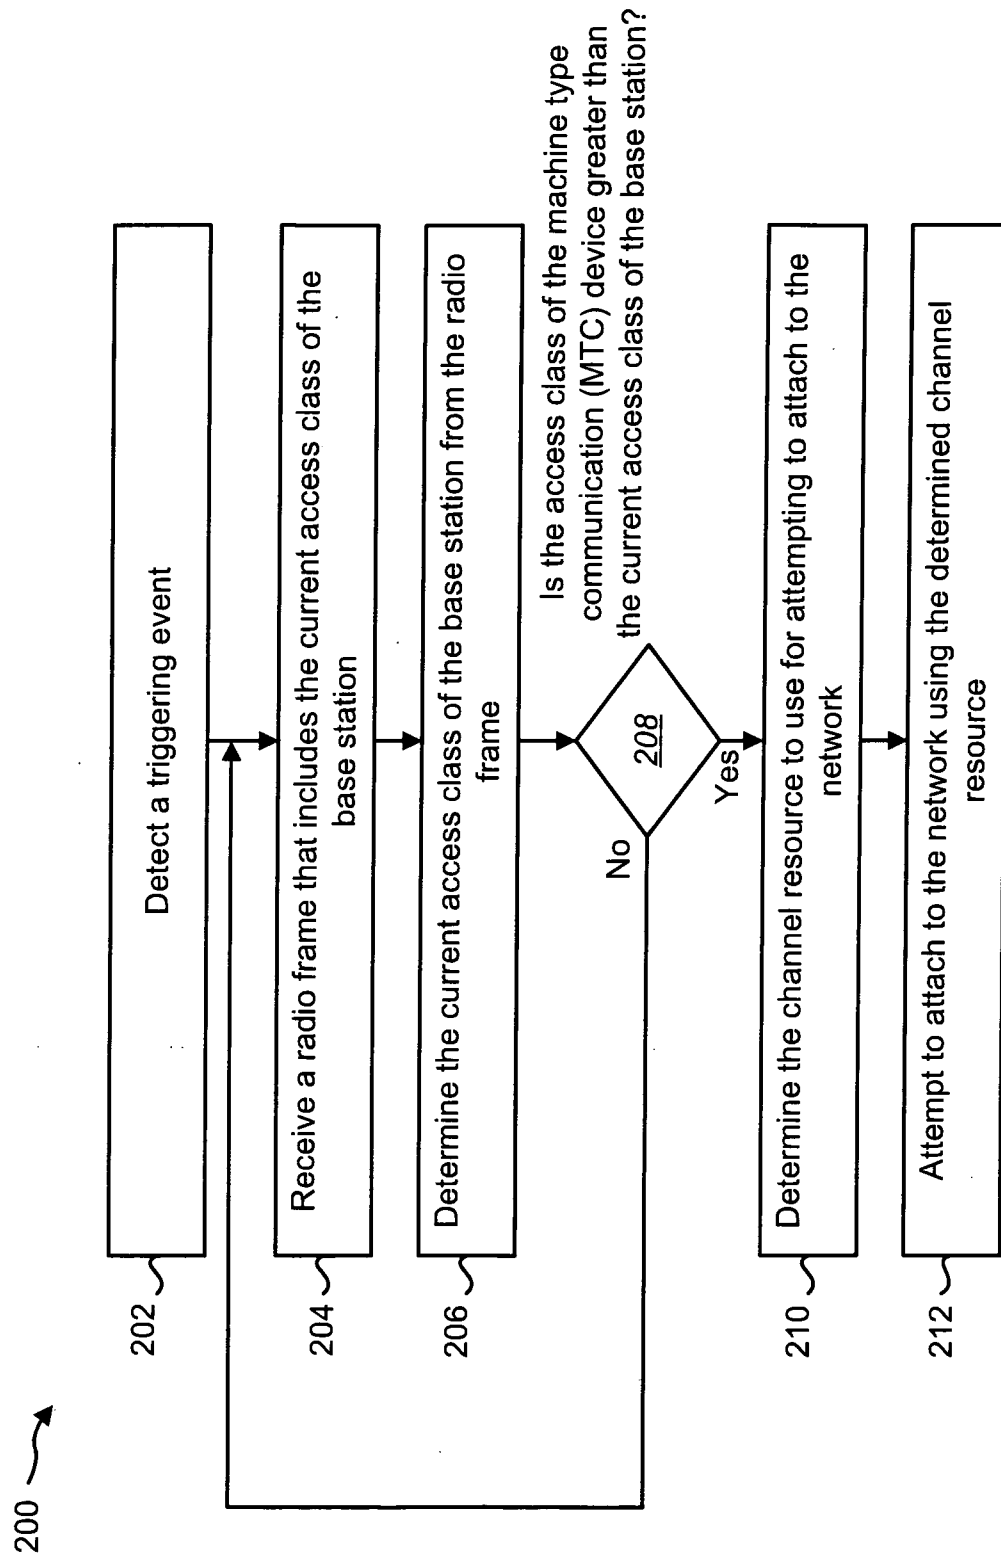 200
202
Detect a triggering event
204
Receive a radio frame that includes the current access class of the
base station
206
Determine the current access class of the base station from the radio
frame
Is the access class of the machine type
communication (MTC) device greater than
the current access class of the base station?
208
No
Yes
210
Determine the channel resource to use for attempting to attach to the
network
212
Attempt to attach to the network using the determined channel
resource